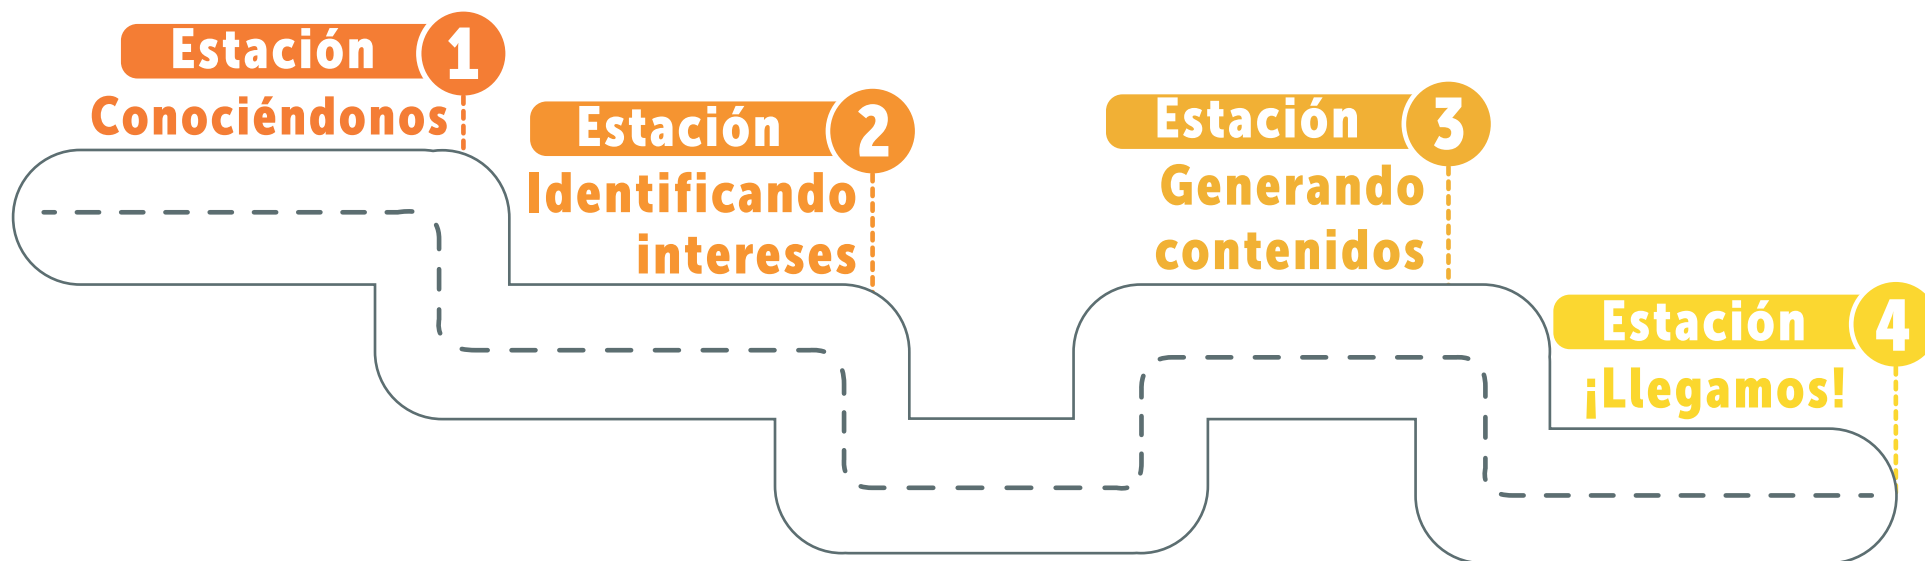 Estación 1
Conociéndonos
Estación 2
Identificando
intereses
Estación 3
Generando
contenidos
Estación 4
¡Llegamos!